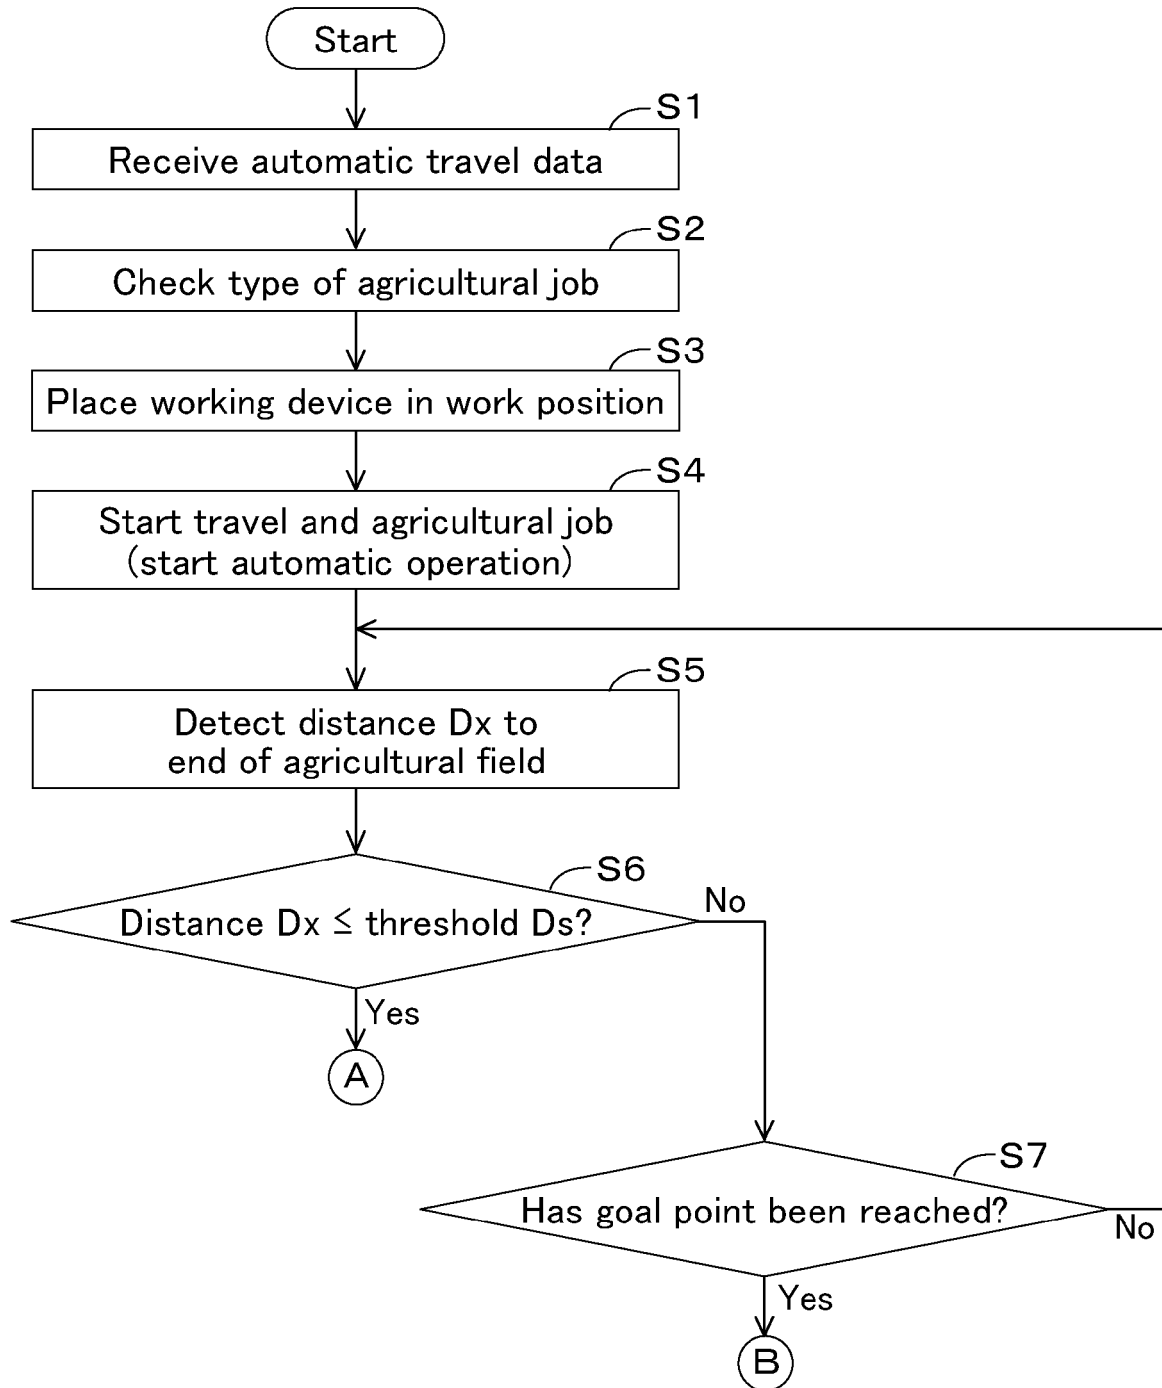 Start
S1
Receive automatic travel data
S2
Check type of agricultural job
S3
Place working device in work position
S4
Start travel and agricultural job
(start automatic operation)
S5
Detect distance Dx to
end of agricultural field
S6
Distance Dx ≤ threshold Ds?
No
Yes
A
S7
Has goal point been reached?
No
Yes
B